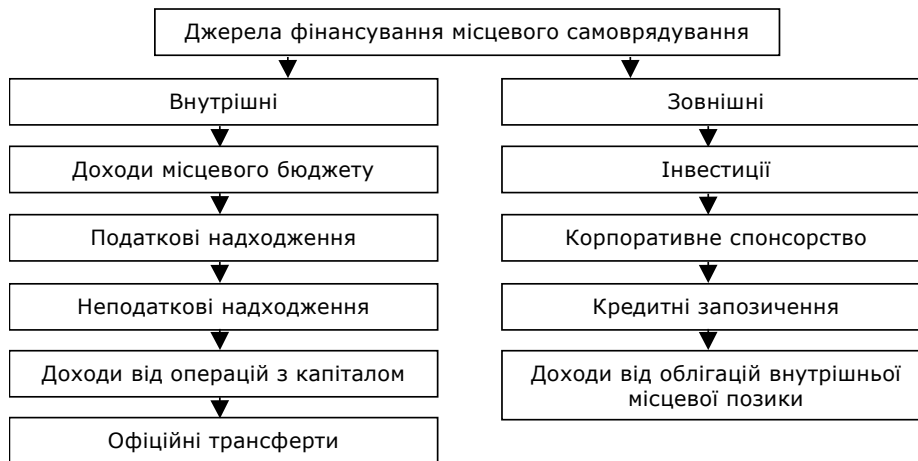 Джерела фінансування місцевого самоврядування
Внутрішні
Доходи місцевого бюджету
Податкові надходження
Неподаткові надходження
Доходи від операцій з капіталом
Офіційні трансферти
Зовнішні
Інвестиції
Корпоративне спонсорство
Кредитні запозичення
Доходи від облігацій внутрішньої
місцевої позики